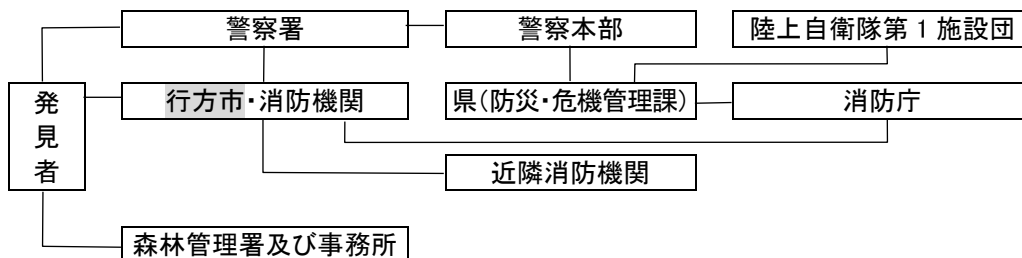 警察署
警察本部
陸上自衛隊第1施設団
発見者
行方市・消防機関
県(防災・危機管理課)
消防庁
近隣消防機関
森林管理署及び事務所